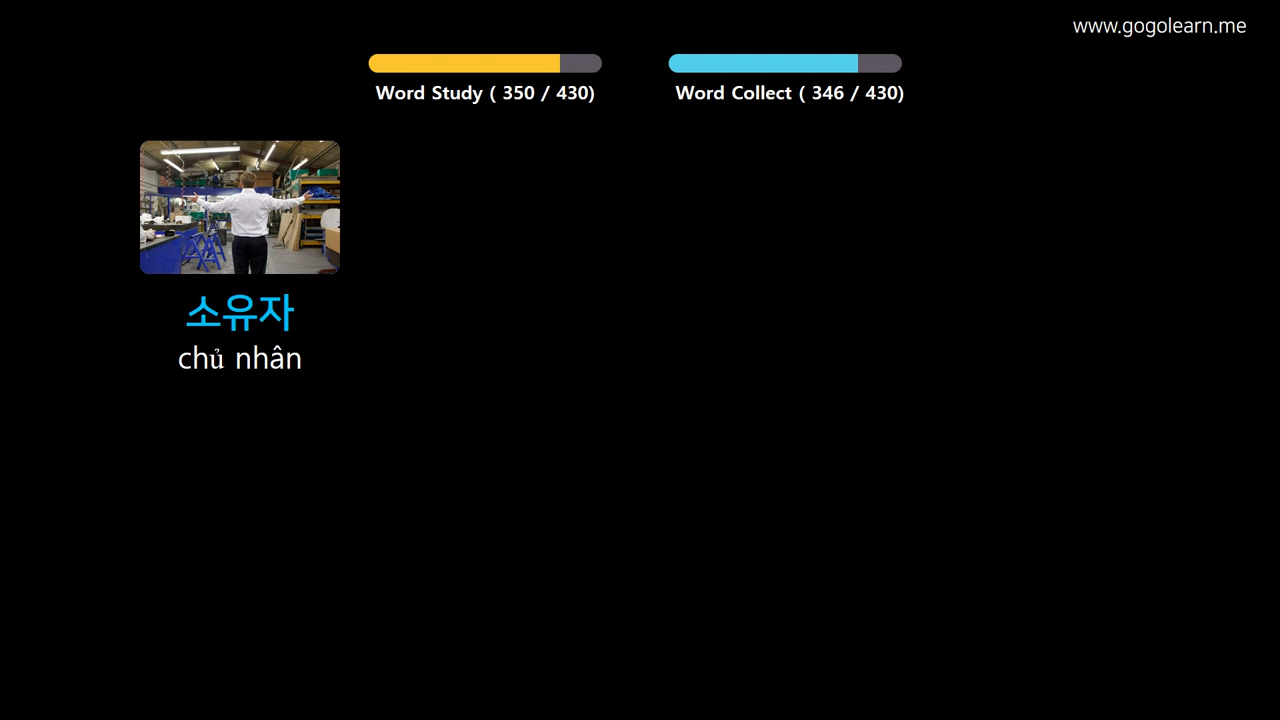 www.gogolearn.me
Word Study ( 350 / 430)
Word Collect ( 346 / 430)
소유자
chủ nhân